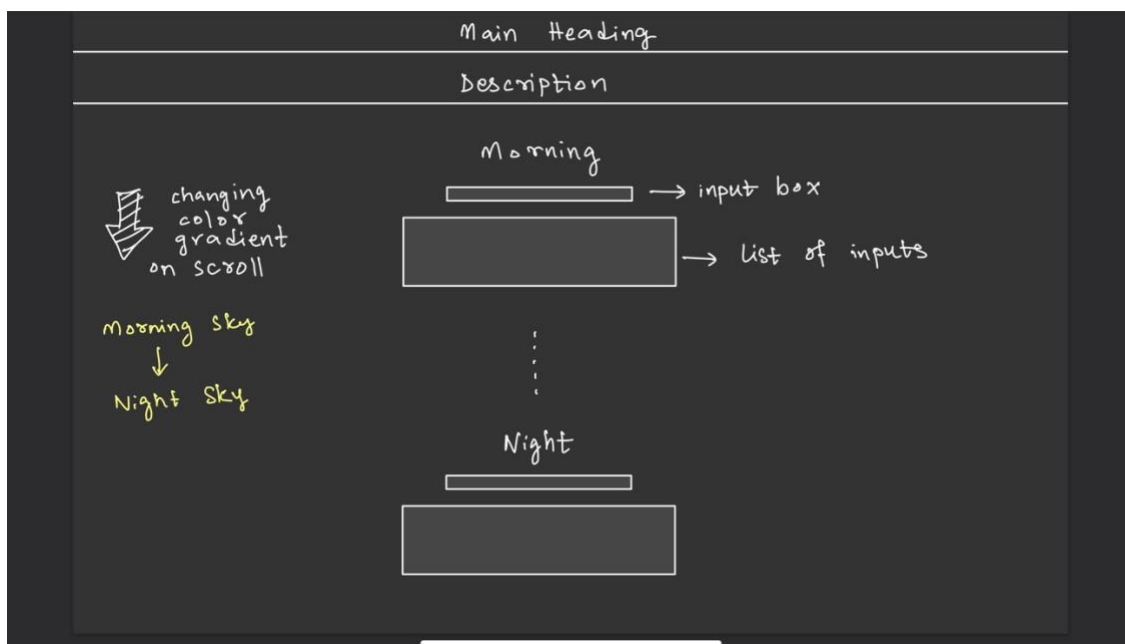 Main Heading
Description
Morning
input box
changing
color
gradient
on scroll
list of inputs
Morning Sky
Night Sky
Night